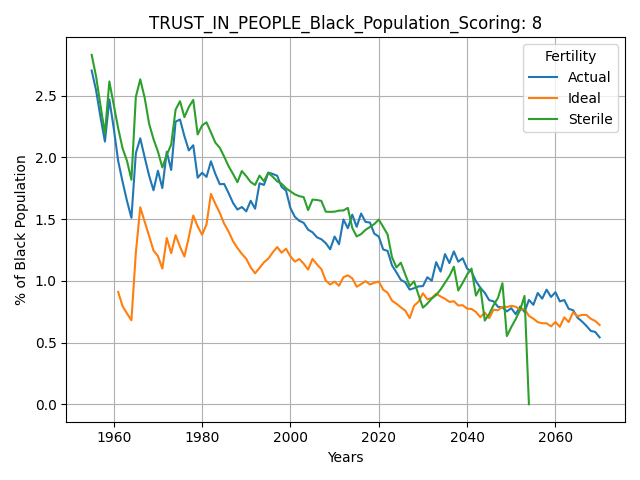 TRUST_IN_PEOPLE_Black_Population_Scoring: 8
Fertility
Actual
Ideal
Sterile
% of Black Population
2.5
2.0
1.5
1.0
0.5
0.0
1960 1980 2000 2020 2040 2060
Years